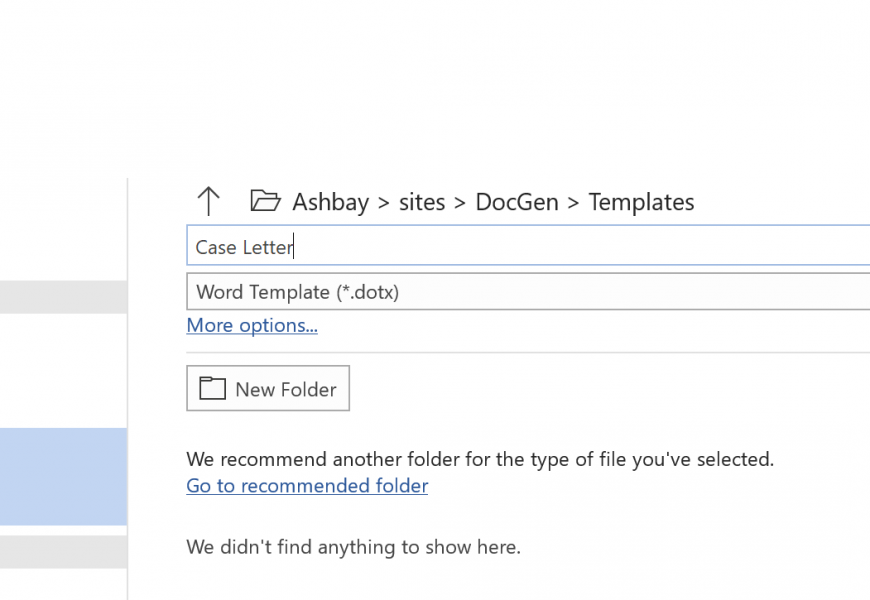 Ashbay > sites > DocGen > Templates
Case Letter
Word Template (*.dotx)
More options...
New Folder
We recommend another folder for the type of file you've selected.
Go to recommended folder
We didn't find anything to show here.